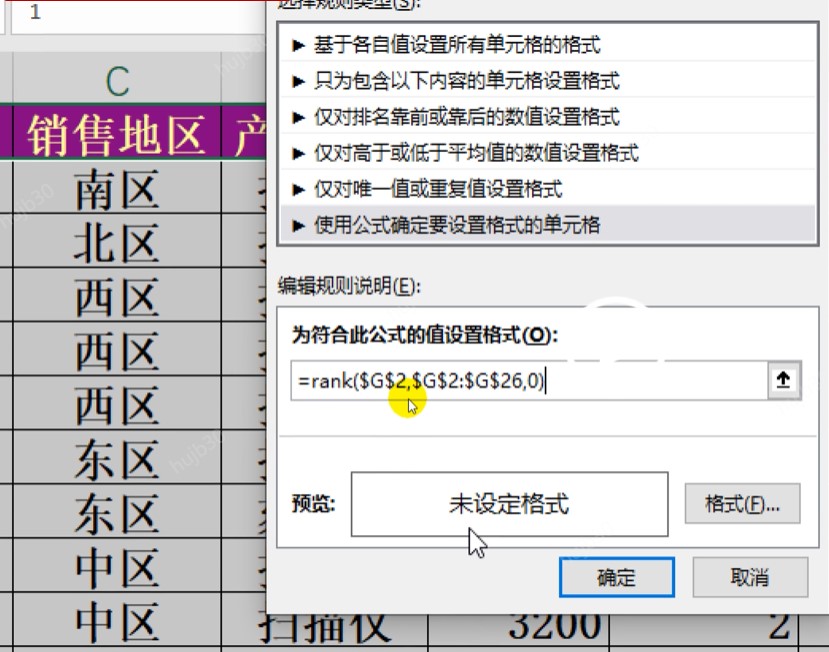 1
选择规则类型(S):
► 基于各自值设置所有单元格的格式
► 只为包含以下内容的单元格设置格式
► 仅对排名靠前或靠后的数值设置格式
► 仅对高于或低于平均值的数值设置格式
► 仅对唯一值或重复值设置格式
► 使用公式确定要设置格式的单元格
编辑规则说明(E):
为符合此公式的值设置格式(O):
=rank($G$2,$G$2:$G$26,0)
预览:
未设定格式
格式(F)...
确定
取消
C
销售地区 产
南区
北区
西区
西区
西区
东区
东区
中区
中区 扫描仪 3200 2
hujb30
hujb30